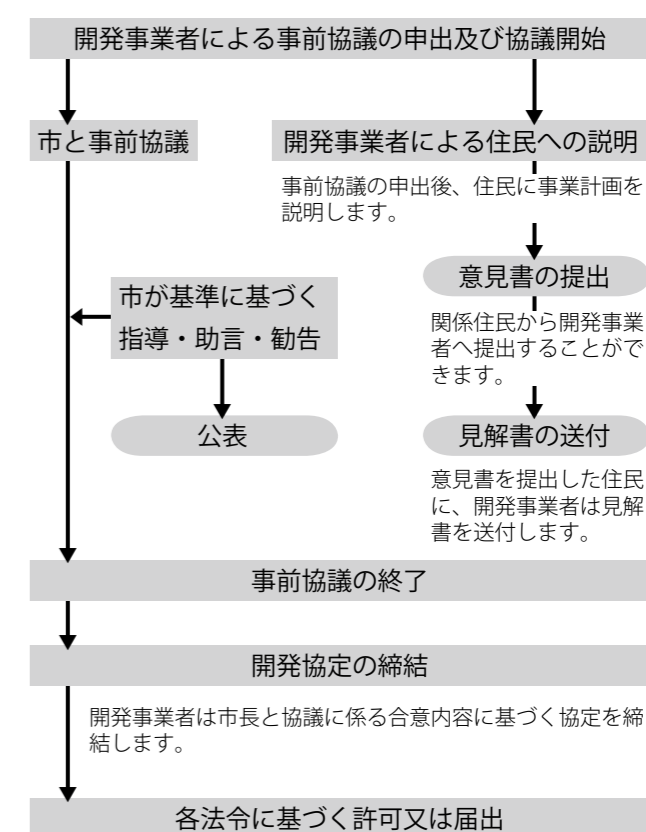 開発事業者による事前協議の申出及び協議開始
市と事前協議
開発事業者による住民への説明
事前協議の申出後、住民に事業計画を
説明します。
意見書の提出
市が基準に基づく
指導・助言・勧告
関係住民から開発事業
者へ提出することがで
きます。
公表
見解書の送付
意見書を提出した住民
に、開発事業者は見解
書を送付します。
事前協議の終了
開発協定の締結
開発事業者は市長と協議に係る合意内容に基づく協定を締
結します。
各法令に基づく許可又は届出